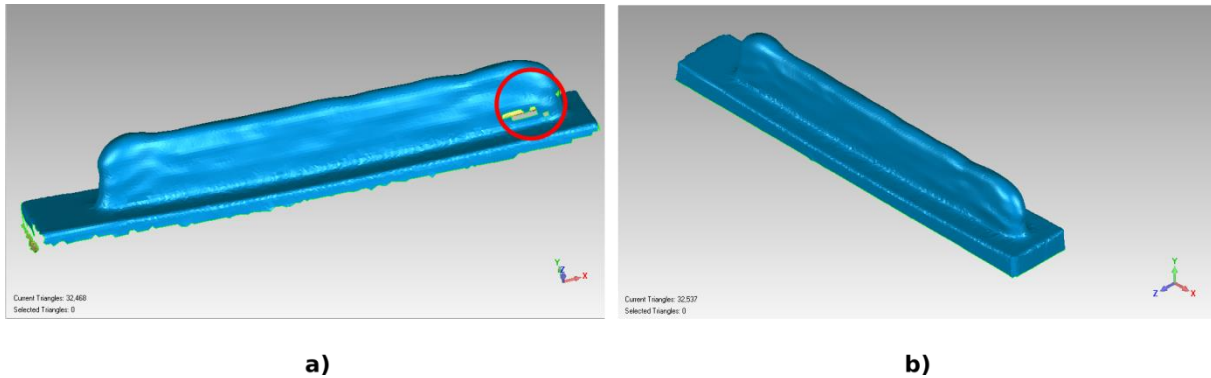 Y
Z
X
Current Triangles: 32,468
Selected Triangles: 0
Y
Z
X
Current Triangles: 32,537
Selected Triangles: 0
a)
b)